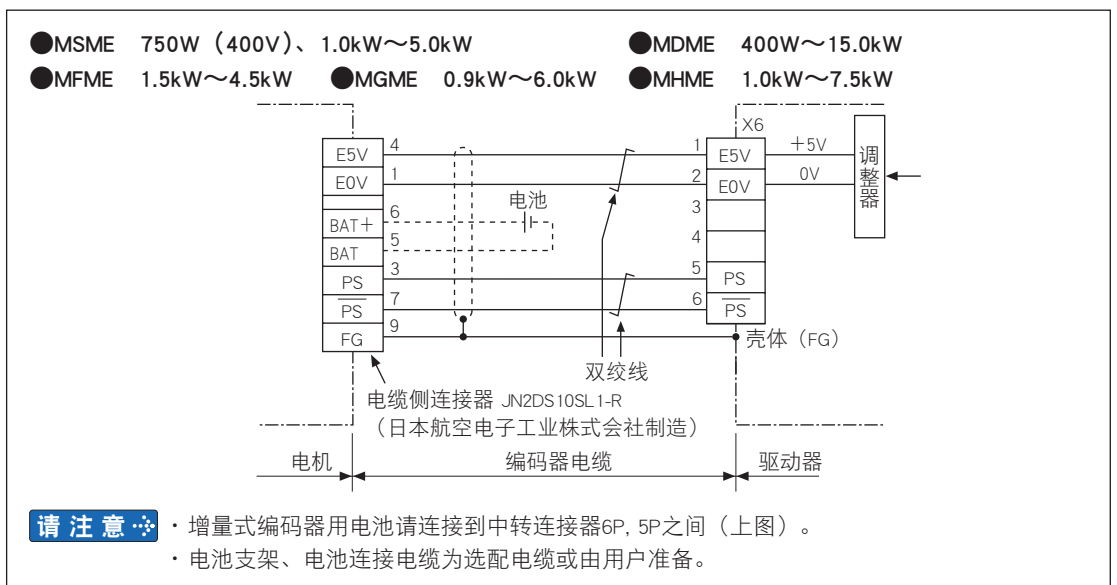 ●MSME 750W（400V）、1.0kW～5.0kW ●MDME 400W～15.0kW
●MFME 1.5kW～4.5kW ●MGME 0.9kW～6.0kW ●MHME 1.0kW～7.5kW
X6
E5V 4 1 E5V +5V
E0V 1 2 E0V 0V
调整器
电池
3
BAT+ 6
4
BAT 5
PS 3 5 PS
PS 7 6 PS
FG 9
壳体（FG）
双绞线
电缆侧连接器 JN2DS10SL1-R
（日本航空电子工业株式会社制造）
电机 编码器电缆 驱动器
请注意 ・增量式编码器用电池请连接到中转连接器6P, 5P之间（上图）。
・电池支架、电池连接电缆为选配电缆或由用户准备。